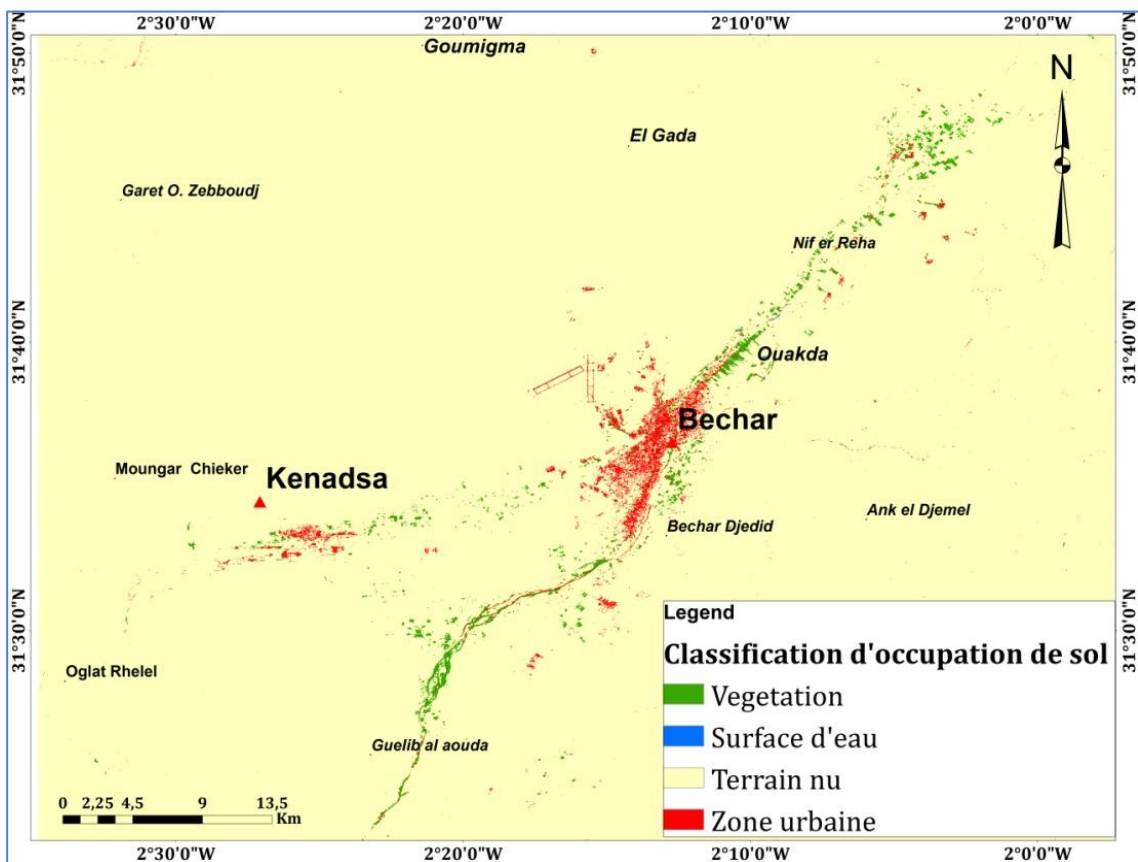 2°30'0"W 2°20'0"W 2°10'0"W 2°0'0"W
31°50'0"N 31°50'0"N
Goumigma
N
El Gada
Garet O. Zebboudj
Nif er Reha
31°40'0"N 31°40'0"N
Ouakda
Bechar
Moungar Chieker
Kenadsa
Ank el Djemel
Bechar Djedid
31°30'0"N 31°30'0"N
Oglat Rhelel
Guelib al aouda
Legend
Classification d'occupation de sol
Vegetation
Surface d'eau
Terrain nu
Zone urbaine
0 2,25 4,5 9 13,5
Km
2°30'0"W 2°20'0"W 2°10'0"W 2°0'0"W